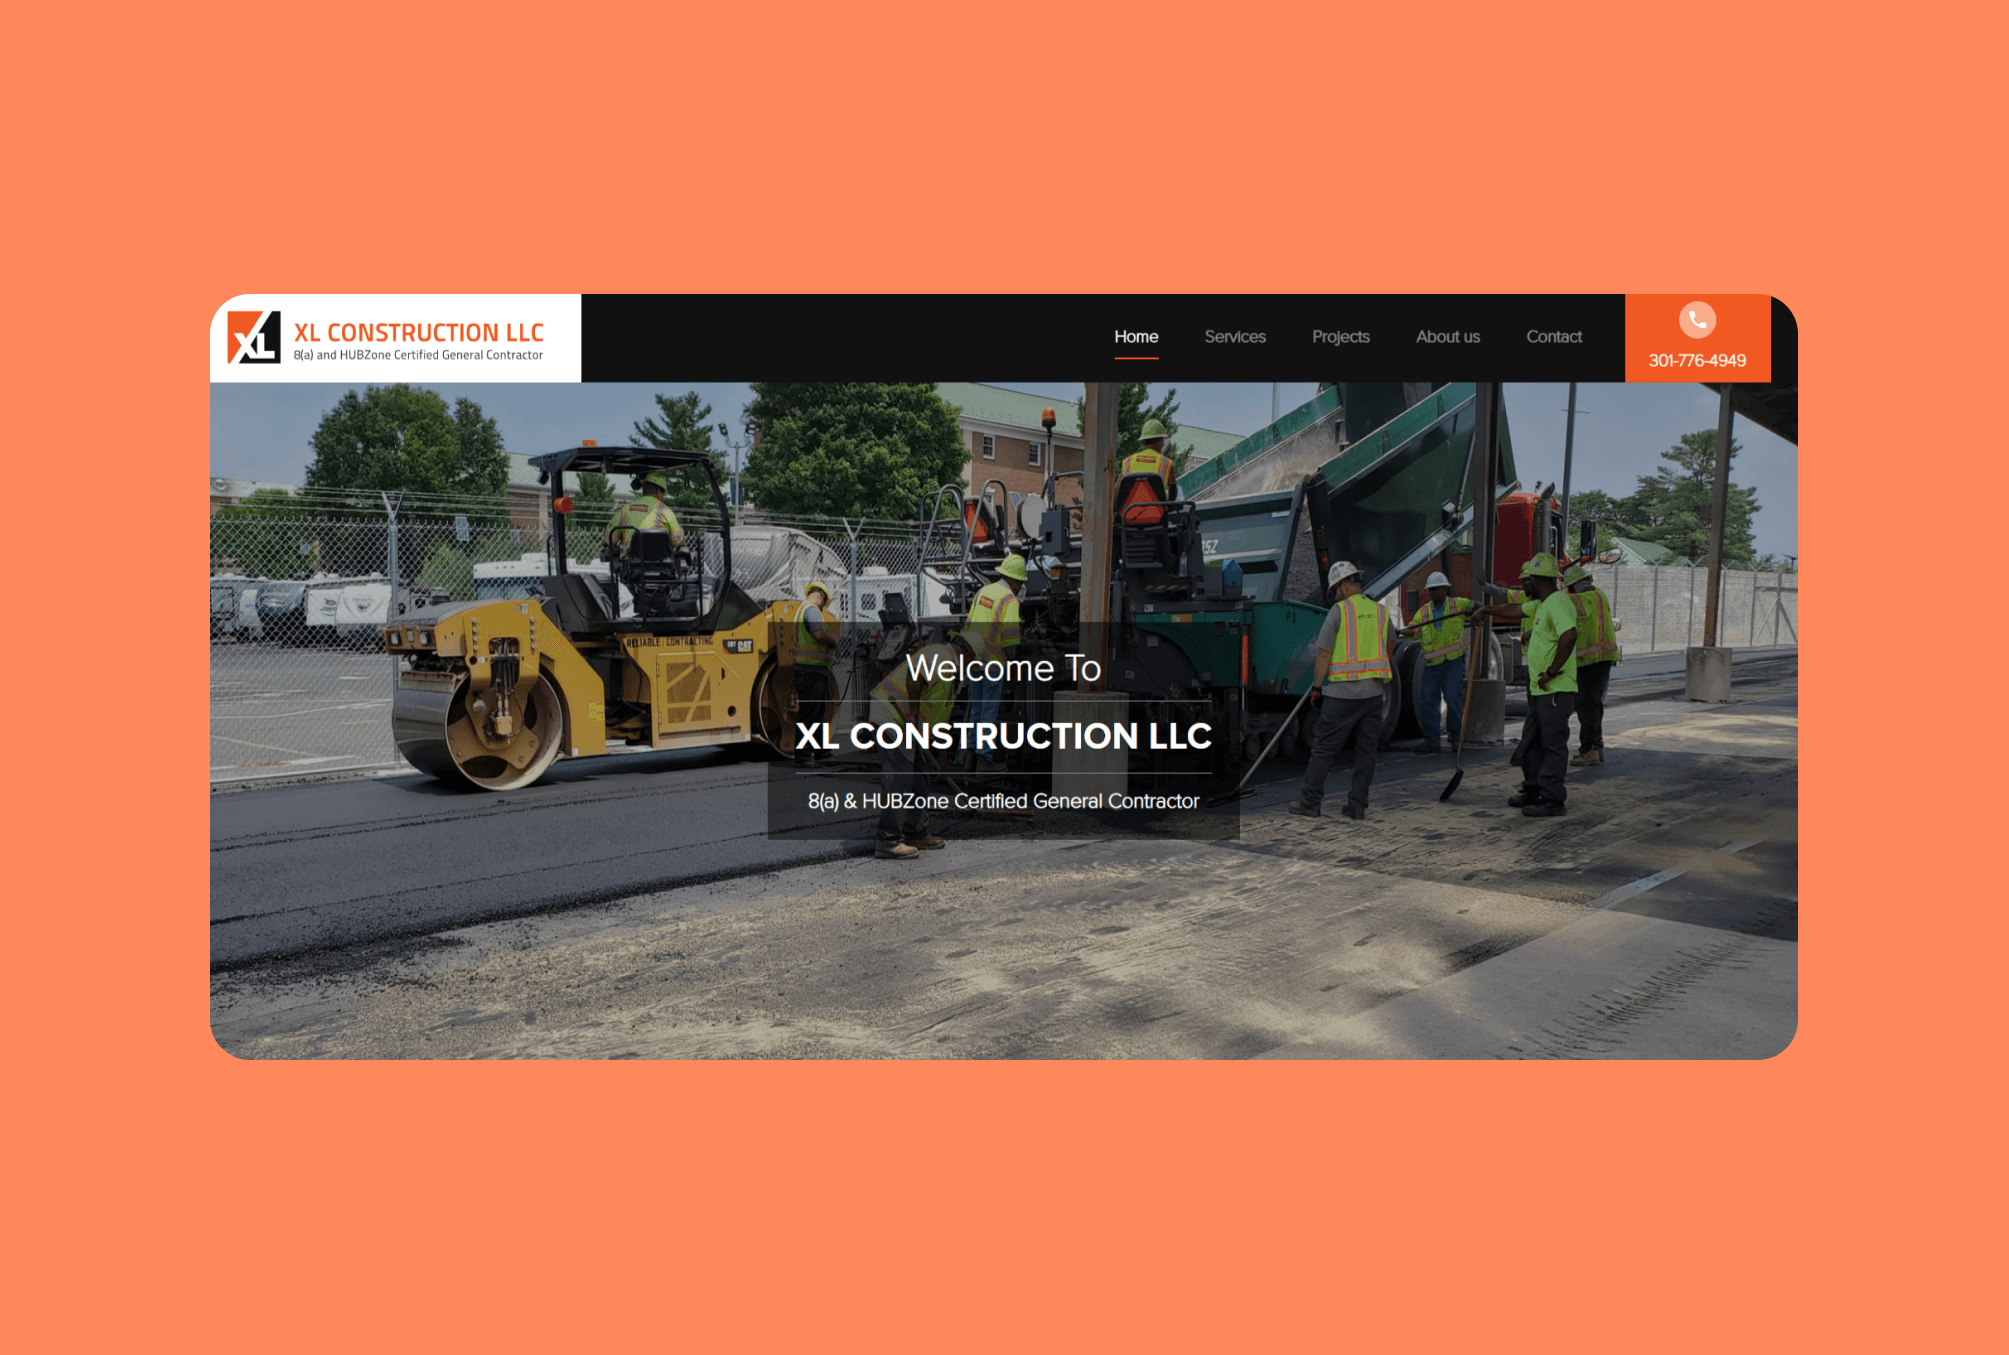 XL
XL CONSTRUCTION LLC
8(a) and HUBZone Certified General Contractor
Home
Services
Projects
About us
Contact
301-776-4949
RELIABLE CONTRACTING
CAT
Welcome To
XL CONSTRUCTION LLC
8(a) & HUBZone Certified General Contractor